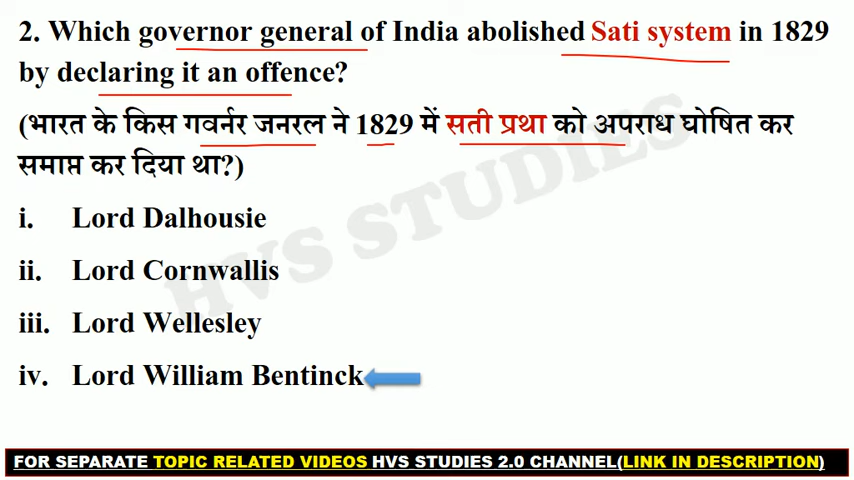 2. Which governor general of India abolished Sati system in 1829
by declaring it an offence?
(भारत के किस गवर्नर जनरल ने 1829 में सती प्रथा को अपराध घोषित कर
समाप्त कर दिया था?)
i. Lord Dalhousie
ii. Lord Cornwallis
iii. Lord Wellesley
iv. Lord William Bentinck
HVS STUDIES
FOR SEPARATE TOPIC RELATED VIDEOS HVS STUDIES 2.0 CHANNEL(LINK IN DESCRIPTION)